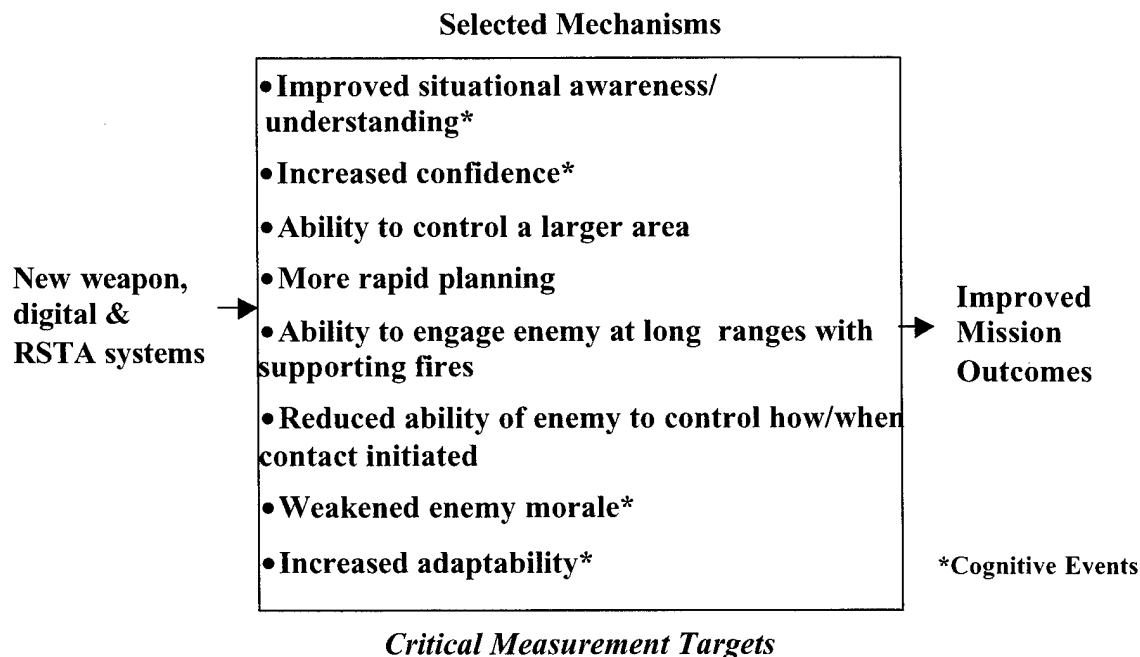 Selected Mechanisms
•Improved situational awareness/
understanding*
•Increased confidence*
•Ability to control a larger area
New weapon,
digital &
RSTA systems
•More rapid planning
•Ability to engage enemy at long ranges with
supporting fires
•Reduced ability of enemy to control how/when
contact initiated
•Weakened enemy morale*
•Increased adaptability*
Improved
Mission
Outcomes
*Cognitive Events
Critical Measurement Targets